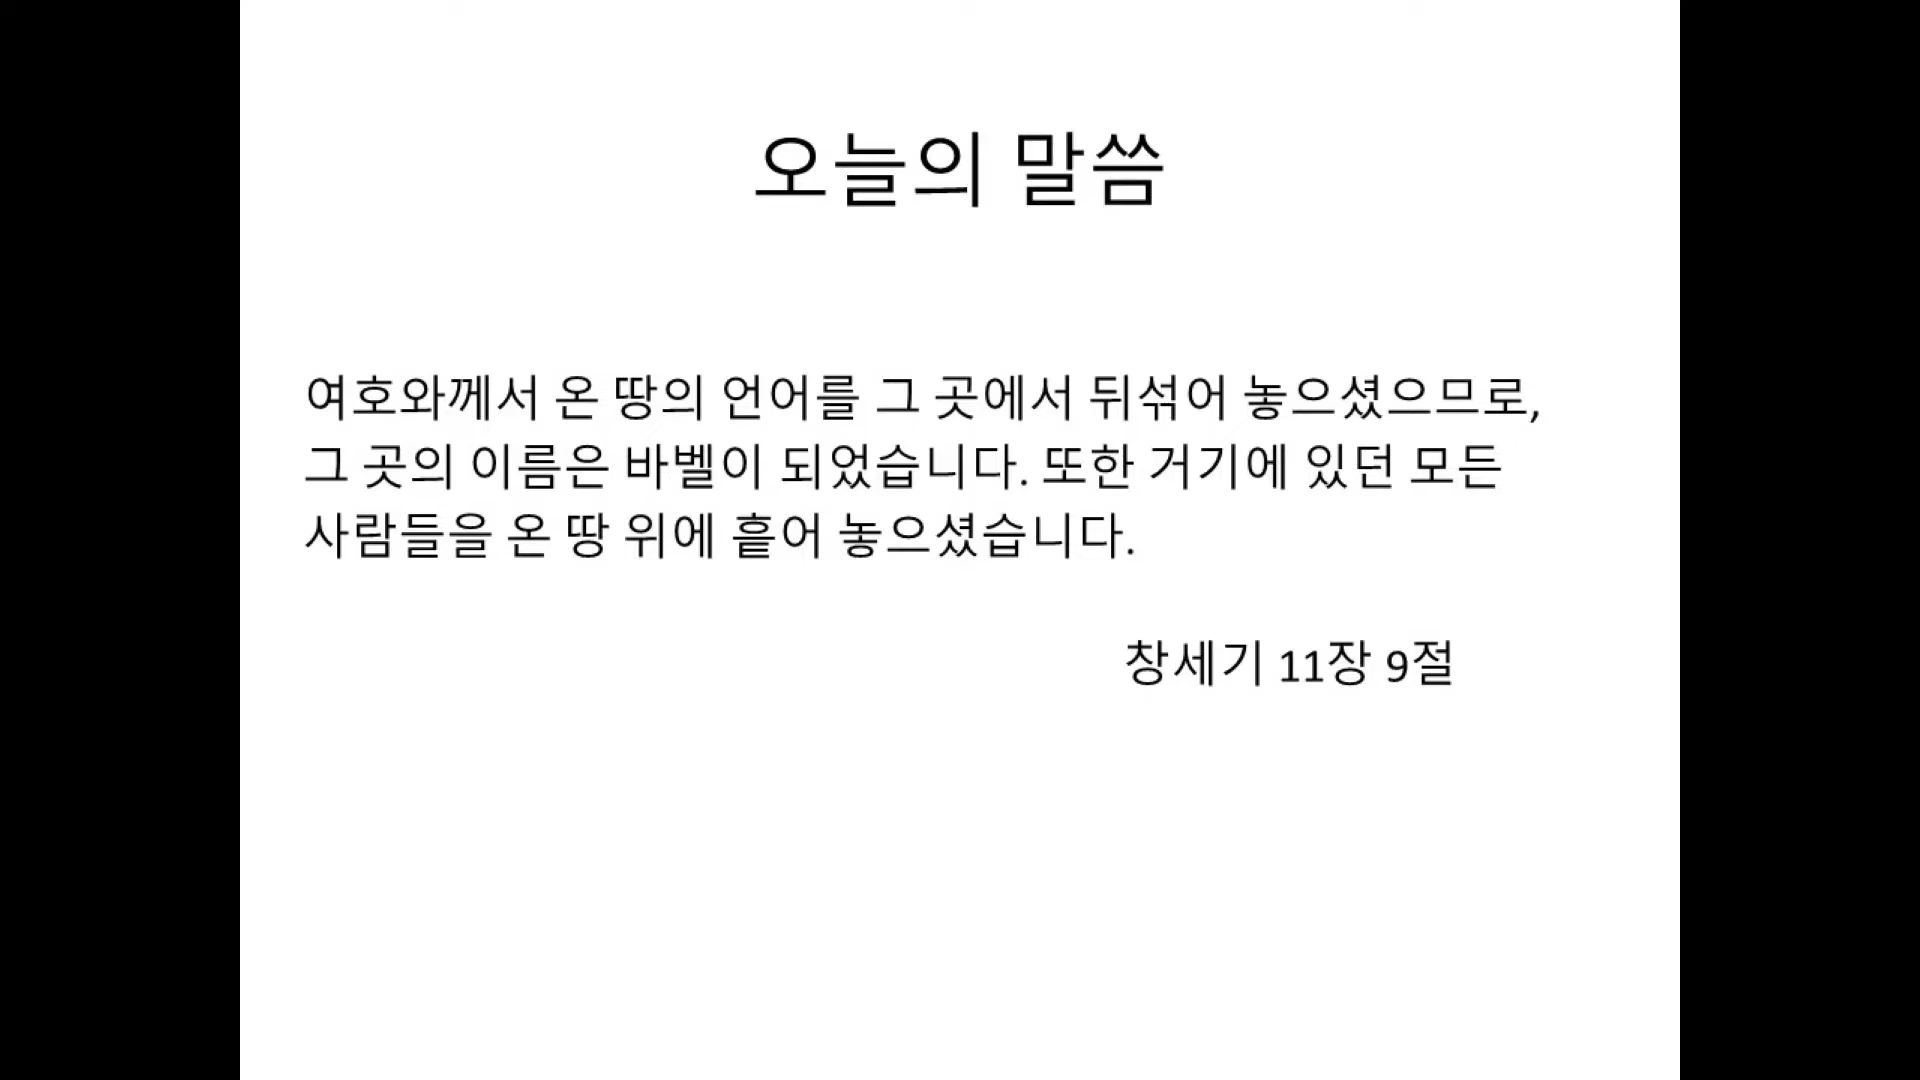 오늘의 말씀
여호와께서 온 땅의 언어를 그 곳에서 뒤섞어 놓으셨으므로,
그 곳의 이름은 바벨이 되었습니다. 또한 거기에 있던 모든
사람들을 온 땅 위에 흩어 놓으셨습니다.
창세기 11장 9절